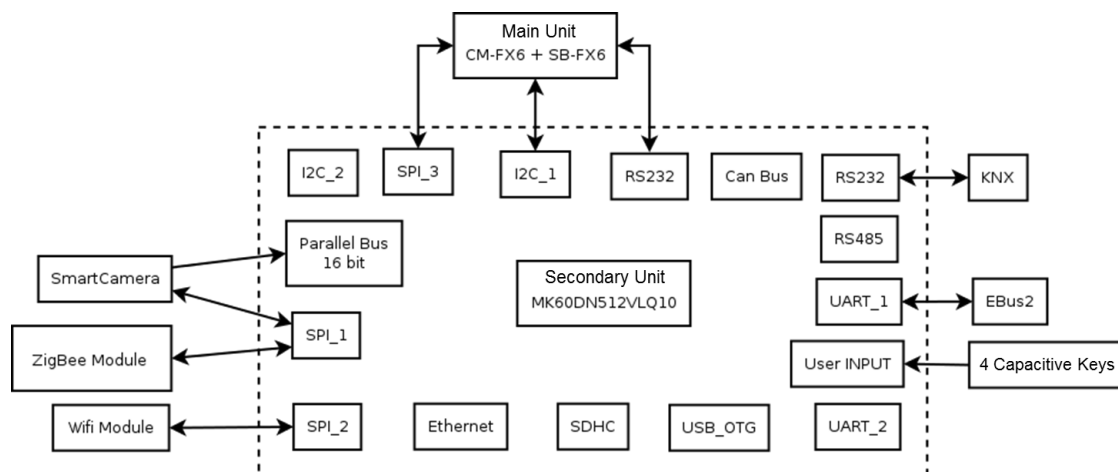 Main Unit
CM-FX6 + SB-FX6
I2C_2
SPI_3
I2C_1
RS232
Can Bus
RS232
KNX
RS485
Parallel Bus
16 bit
SmartCamera
Secondary Unit
MK60DN512VLQ10
UART_1
EBus2
SPI_1
ZigBee Module
User INPUT
4 Capacitive Keys
Wifi Module
SPI_2
Ethernet
SDHC
USB_OTG
UART_2